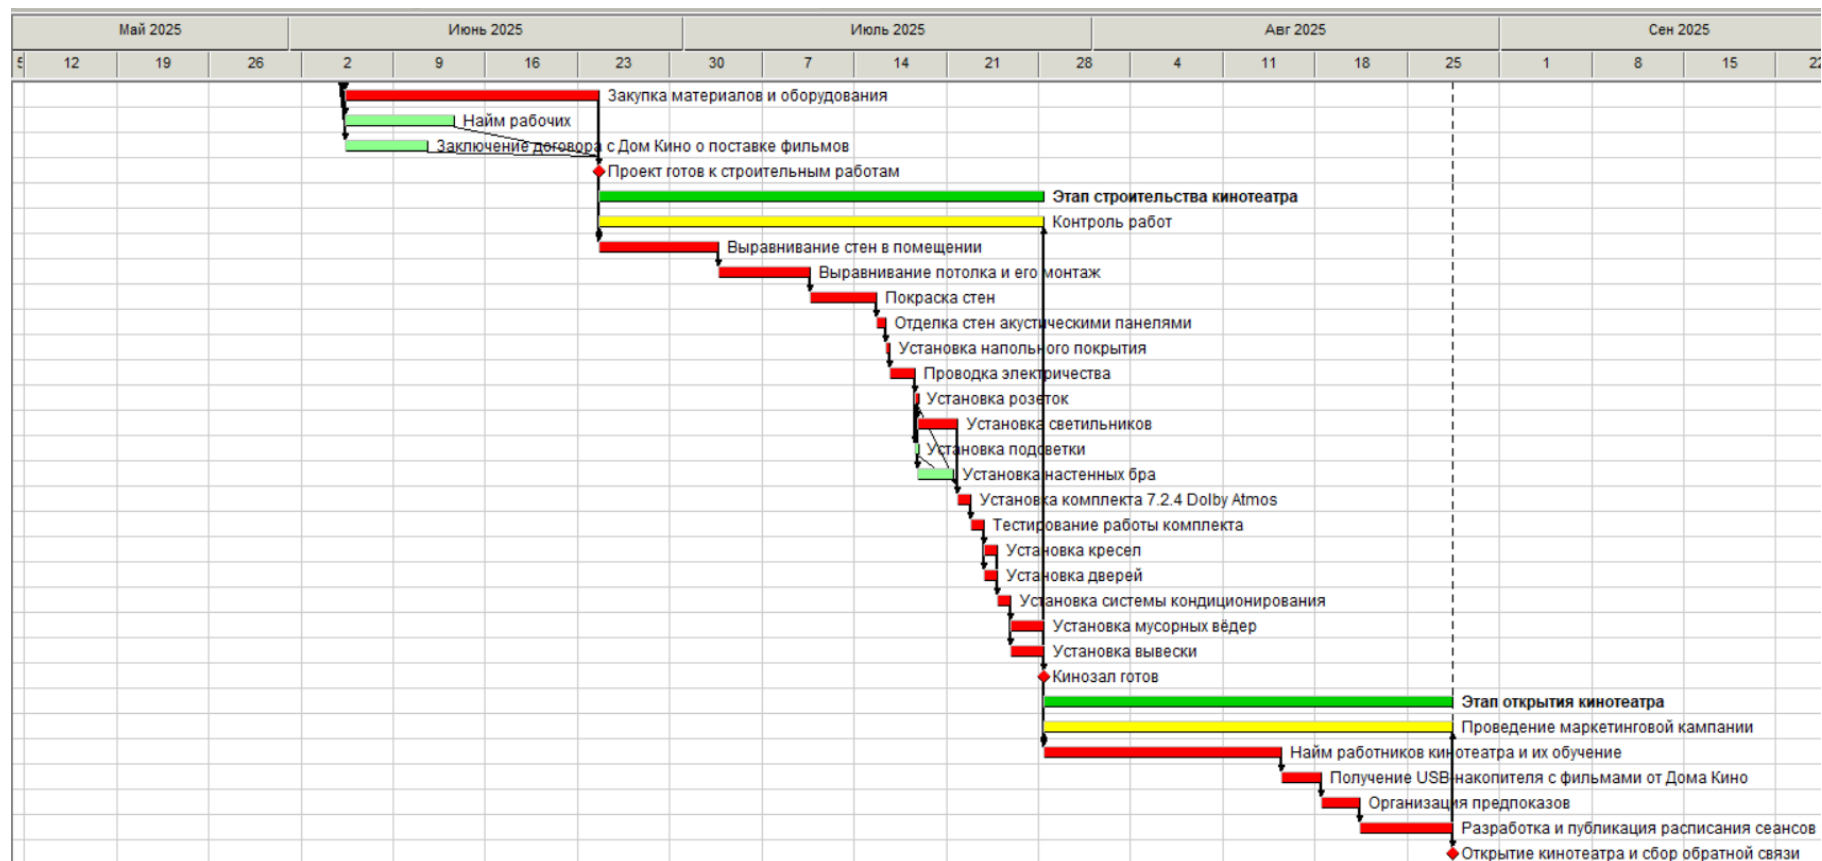 Май 2025 Июнь 2025 Июль 2025 Авг 2025 Сен 2025
5 12 19 26 2 9 16 23 30 7 14 21 28 4 11 18 25 1 8 15 22
Закупка материалов и оборудования
Найм рабочих
Заключение договора с Дом Кино о поставке фильмов
Проект готов к строительным работам
Этап строительства кинотеатра
Контроль работ
Выравнивание стен в помещении
Выравнивание потолка и его монтаж
Покраска стен
Отделка стен акустическими панелями
Установка напольного покрытия
Проводка электричества
Установка розеток
Установка светильников
Установка подсветки
Установка настенных бра
Установка комплекта 7.2.4 Dolby Atmos
Тестирование работы комплекта
Установка кресел
Установка дверей
Установка системы кондиционирования
Установка мусорных вёдер
Установка вывески
Кинозал готов
Этап открытия кинотеатра
Проведение маркетинговой кампании
Найм работников кинотеатра и их обучение
Получение USB-накопителя с фильмами от Дома Кино
Организация предпоказов
Разработка и публикация расписания сеансов
Открытие кинотеатра и сбор обратной связи